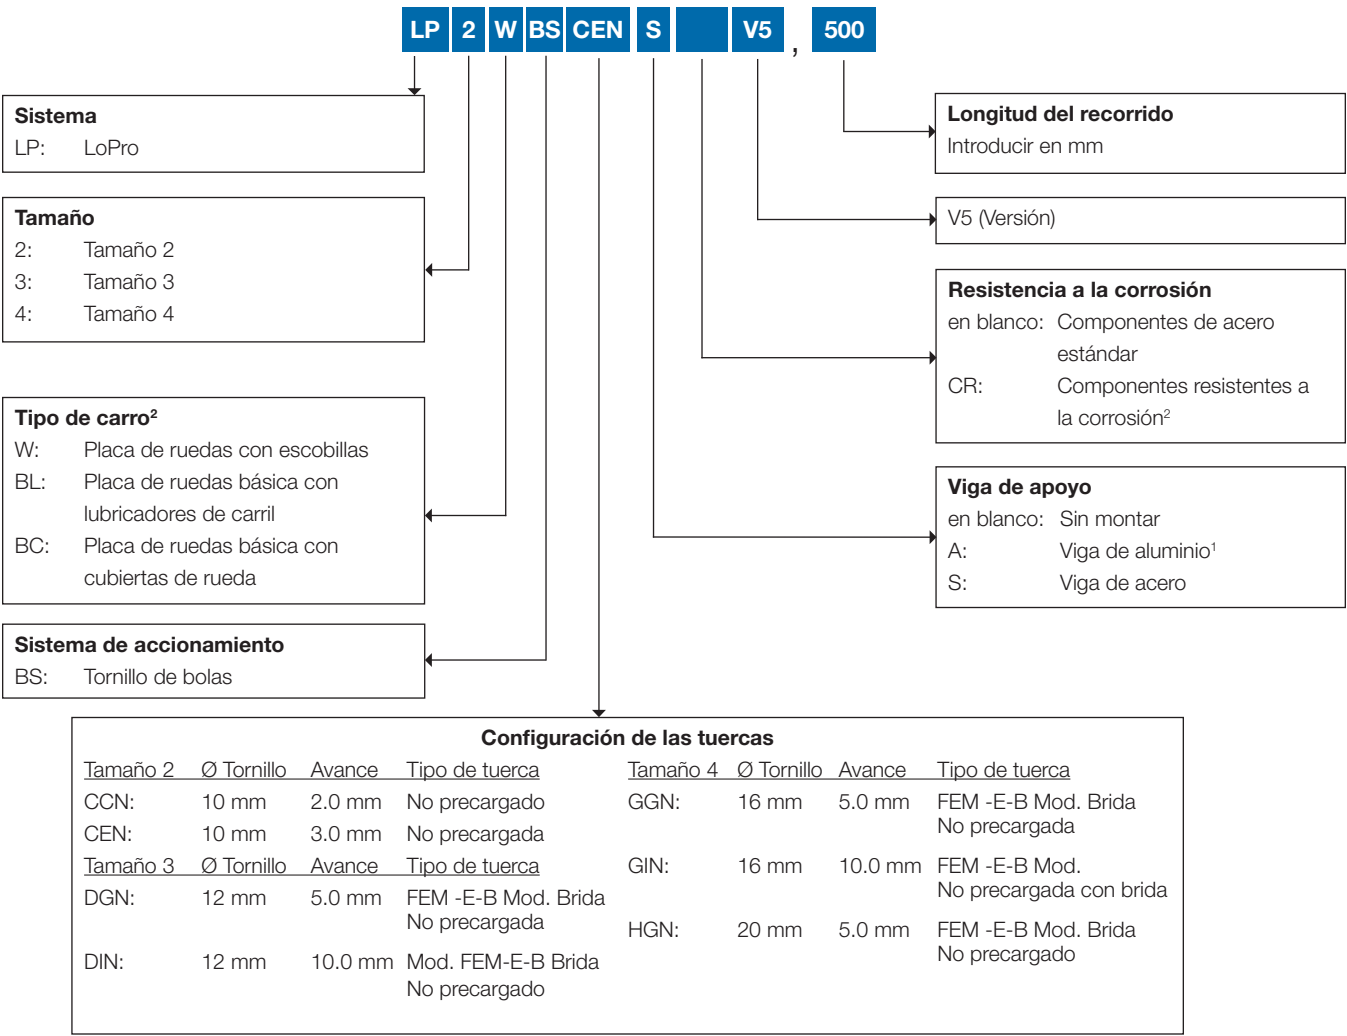 LP 2 W BS CEN S V5 , 500
Sistema
LP: LoPro
Tamaño
2: Tamaño 2
3: Tamaño 3
4: Tamaño 4
Tipo de carro²
W: Placa de ruedas con escobillas
BL: Placa de ruedas básica con
lubricadores de carril
BC: Placa de ruedas básica con
cubiertas de rueda
Sistema de accionamiento
BS: Tornillo de bolas
Longitud del recorrido
Introducir en mm
V5 (Versión)
Resistencia a la corrosión
en blanco: Componentes de acero
estándar
CR: Componentes resistentes a
la corrosión²
Viga de apoyo
en blanco: Sin montar
A: Viga de aluminio¹
S: Viga de acero
Configuración de las tuercas
Tamaño 2 Ø Tornillo Avance Tipo de tuerca
CCN: 10 mm 2.0 mm No precargado
CEN: 10 mm 3.0 mm No precargada
Tamaño 3 Ø Tornillo Avance Tipo de tuerca
DGN: 12 mm 5.0 mm FEM -E-B Mod. Brida
No precargada
DIN: 12 mm 10.0 mm Mod. FEM-E-B Brida
No precargado
Tamaño 4 Ø Tornillo Avance Tipo de tuerca
GGN: 16 mm 5.0 mm FEM -E-B Mod. Brida
No precargada
GIN: 16 mm 10.0 mm FEM -E-B Mod.
No precargada con brida
HGN: 20 mm 5.0 mm FEM -E-B Mod. Brida
No precargado